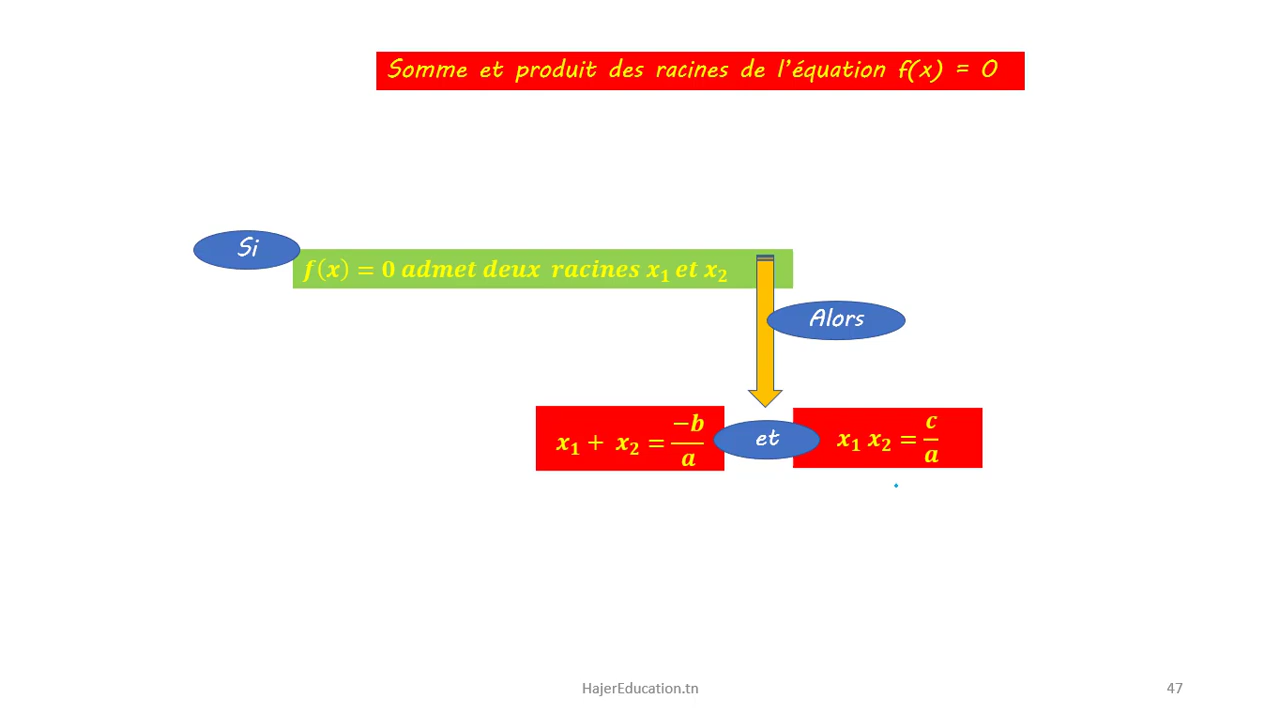 Somme et produit des racines de l'équation f(x) = 0
Si
f(x) = 0 admet deux racines x₁ et x₂
Alors
x₁ + x₂ = -b/a
et
x₁ x₂ = c/a
HajerEducation.tn
47